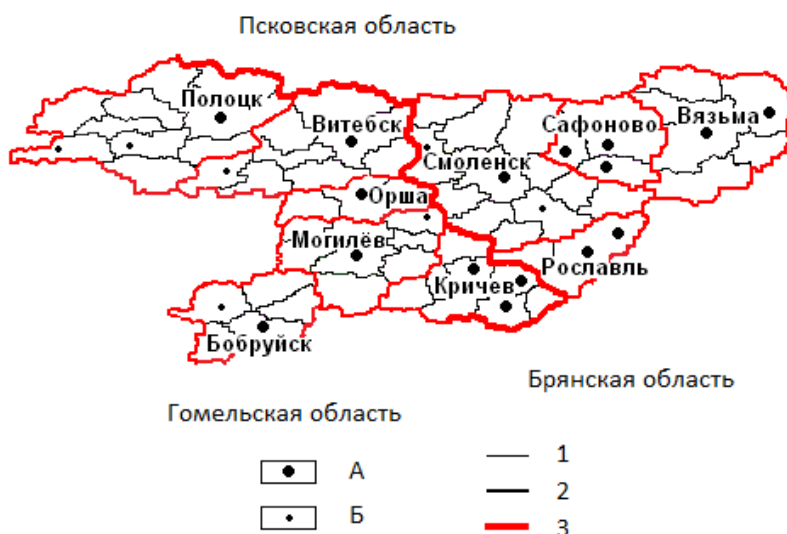 Псковская область
Полоцк
Витебск
Сафоново
Вязьма
Смоленск
Орша
Могилёв
Рославль
Кричев
Бобруйск
Брянская область
Гомельская область
А
Б
1
2
3